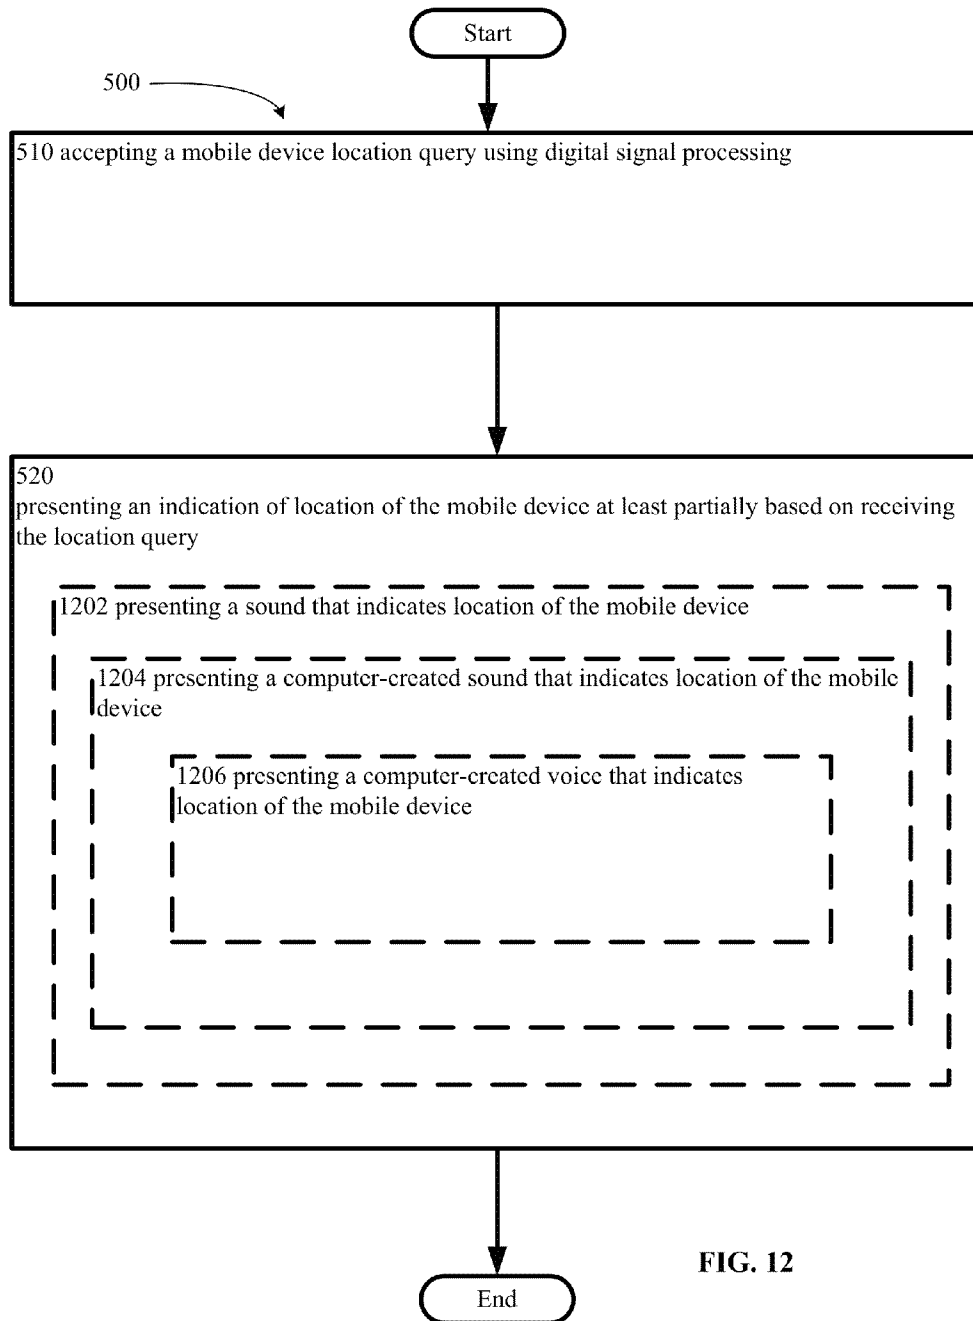 Start
500
510 accepting a mobile device location query using digital signal processing
520
presenting an indication of location of the mobile device at least partially based on receiving
the location query
1202 presenting a sound that indicates location of the mobile device
1204 presenting a computer-created sound that indicates location of the mobile
device
1206 presenting a computer-created voice that indicates
location of the mobile device
FIG. 12
End